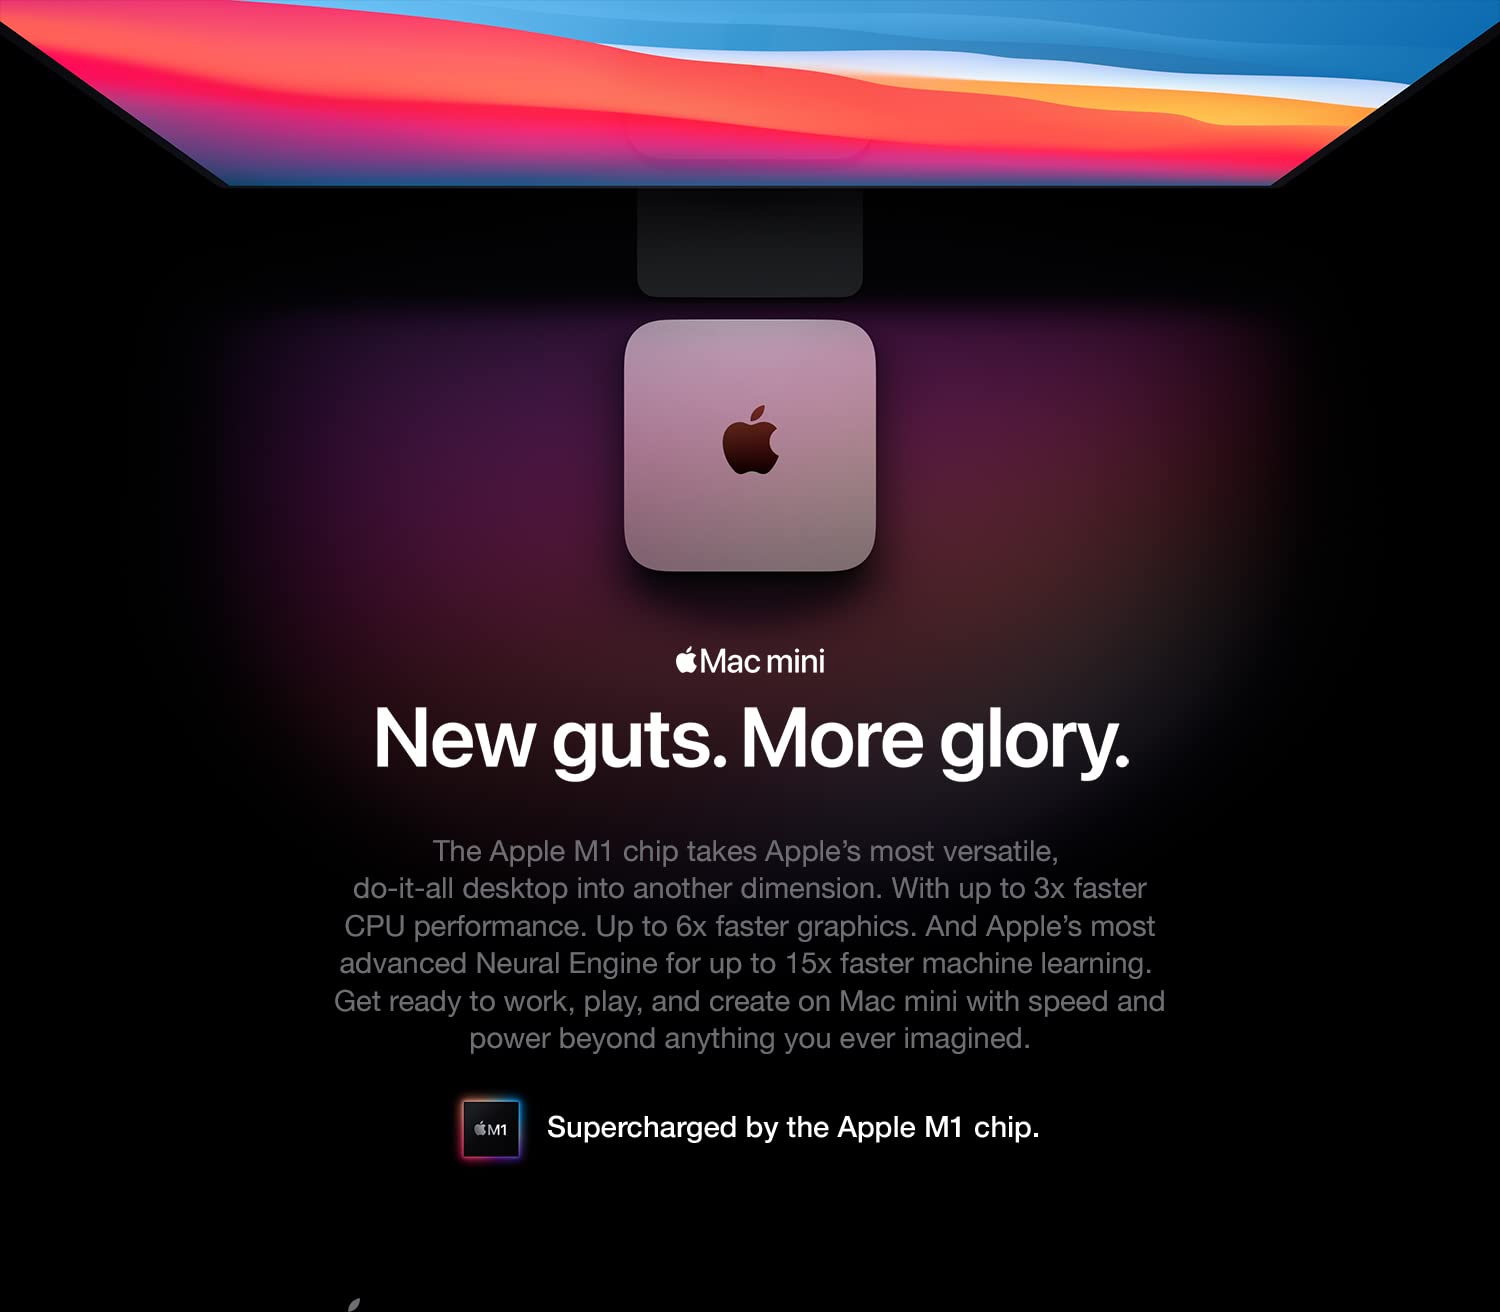 Mac mini
New guts. More glory.
The Apple M1 chip takes Apple’s most versatile,
do-it-all desktop into another dimension. With up to 3x faster
CPU performance. Up to 6x faster graphics. And Apple’s most
advanced Neural Engine for up to 15x faster machine learning.
Get ready to work, play, and create on Mac mini with speed and
power beyond anything you ever imagined.
M1
Supercharged by the Apple M1 chip.